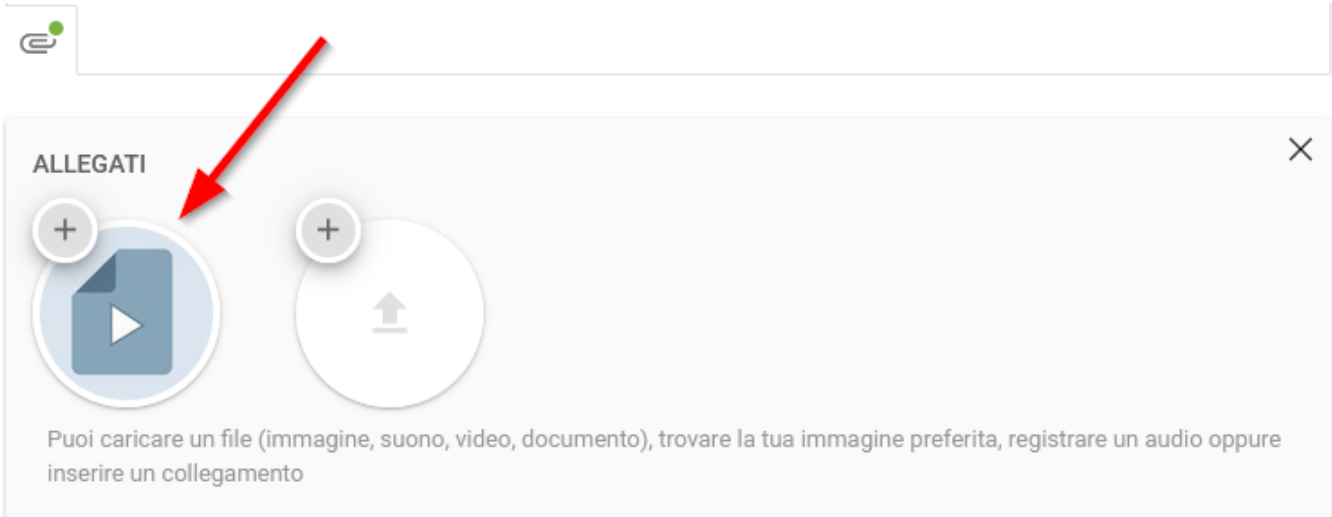 ALLEGATI
Puoi caricare un file (immagine, suono, video, documento), trovare la tua immagine preferita, registrare un audio oppure
inserire un collegamento